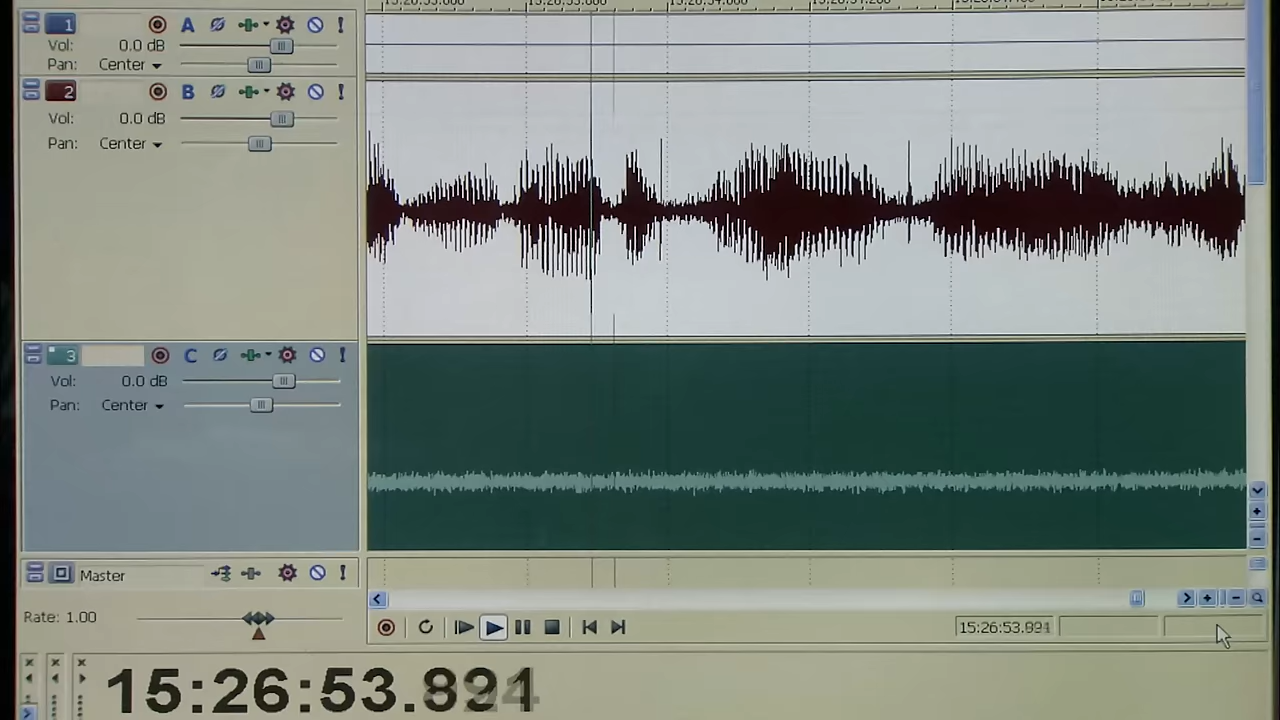 1 A
Vol: 0.0 dB
Pan: Center
2 B
Vol: 0.0 dB
Pan: Center
3 C
Vol: 0.0 dB
Pan: Center
Master
Rate: 1.00
15:26:53.891
15:26:53.891